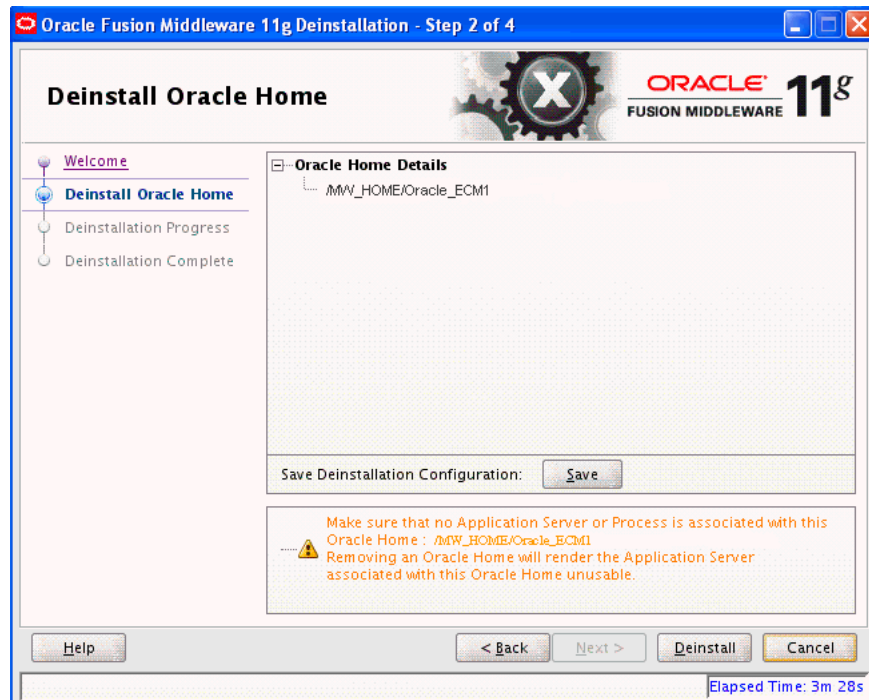 Oracle Fusion Middleware 11g Deinstallation - Step 2 of 4
Deinstall Oracle Home
ORACLE
FUSION MIDDLEWARE
11g
Welcome
Deinstall Oracle Home
Deinstallation Progress
Deinstallation Complete
Oracle Home Details
/MW_HOME/Oracle_ECM1
Save Deinstallation Configuration:
Save
Make sure that no Application Server or Process is associated with this
Oracle Home : /MW_HOME/Oracle_ECM1
Removing an Oracle Home will render the Application Server
associated with this Oracle Home unusable.
Help
< Back
Next >
Deinstall
Cancel
Elapsed Time: 3m 28s